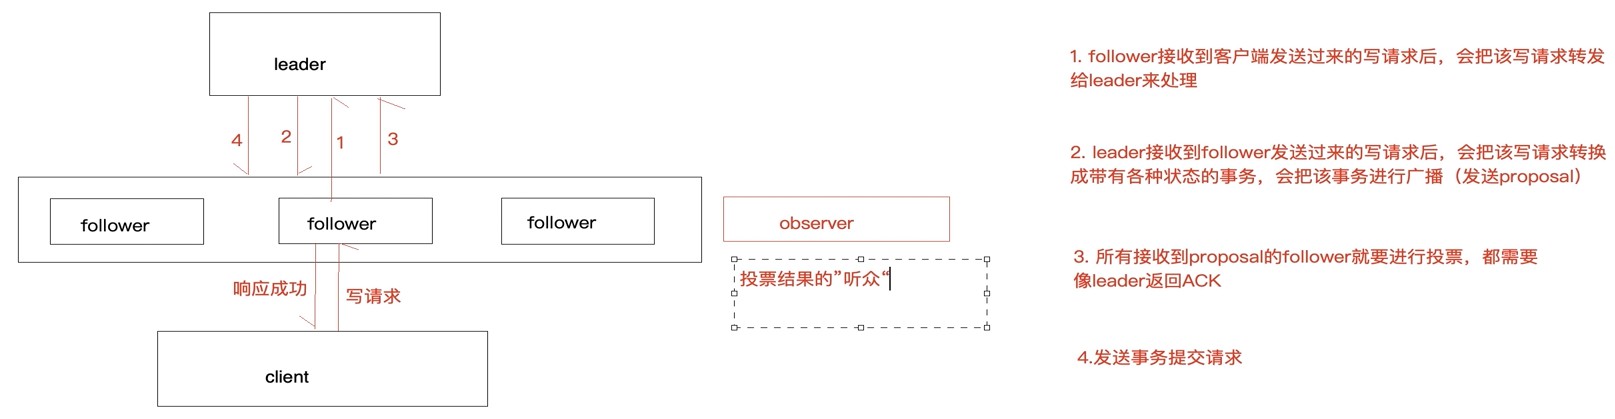 leader
4
2
1
3
follower
follower
follower
observer
投票结果的”听众“
响应成功
写请求
client
1. follower接收到客户端发送过来的写请求后，会把该写请求转发
给leader来处理
2. leader接收到follower发送过来的写请求后，会把该写请求转换
成带有各种状态的事务，会把该事务进行广播（发送proposal）
3. 所有接收到proposal的follower就要进行投票，都需要
像leader返回ACK
4.发送事务提交请求